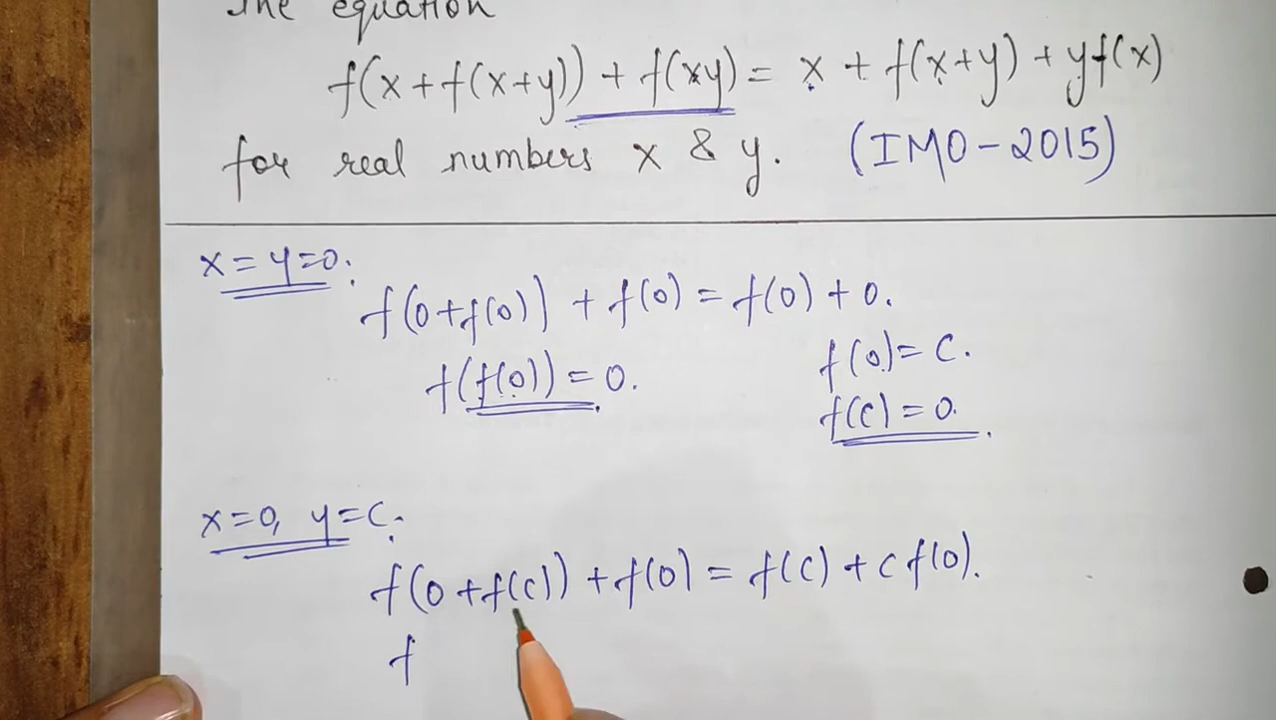 The equation
f(x+f(x+y)) + f(xy) = x + f(x+y) + yf(x)
for real numbers x & y. (IMO-2015)
x = y = 0.
f(0+f(0)) + f(0) = f(0) + 0.
f(f(0)) = 0.
f(0) = C.
f(C) = 0.
x=0, y=C:
f(0+f(C)) + f(0) = f(C) + C f(0).
f